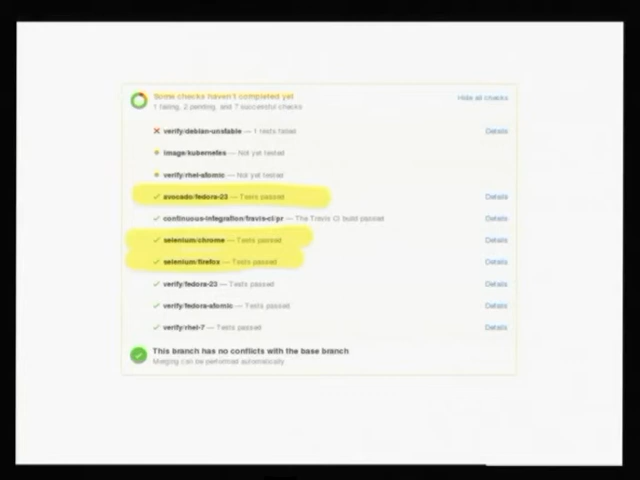 Some checks haven't completed yet
1 failing, 2 pending, and 7 successful checks
Hide all checks
verify/debian-unstable — 1 tests failed
Details
image/kubernetes — Not yet tested
verify/rhel-atomic — Not yet tested
avocado/fedora-23 — Tests passed
Details
continuous-integration/travis-ci/pr — The Travis CI build passed
Details
selenium/chrome — Tests passed
Details
selenium/firefox — Tests passed
Details
verify/fedora-23 — Tests passed
Details
verify/fedora-atomic — Tests passed
Details
verify/rhel-7 — Tests passed
Details
This branch has no conflicts with the base branch
Merging can be performed automatically